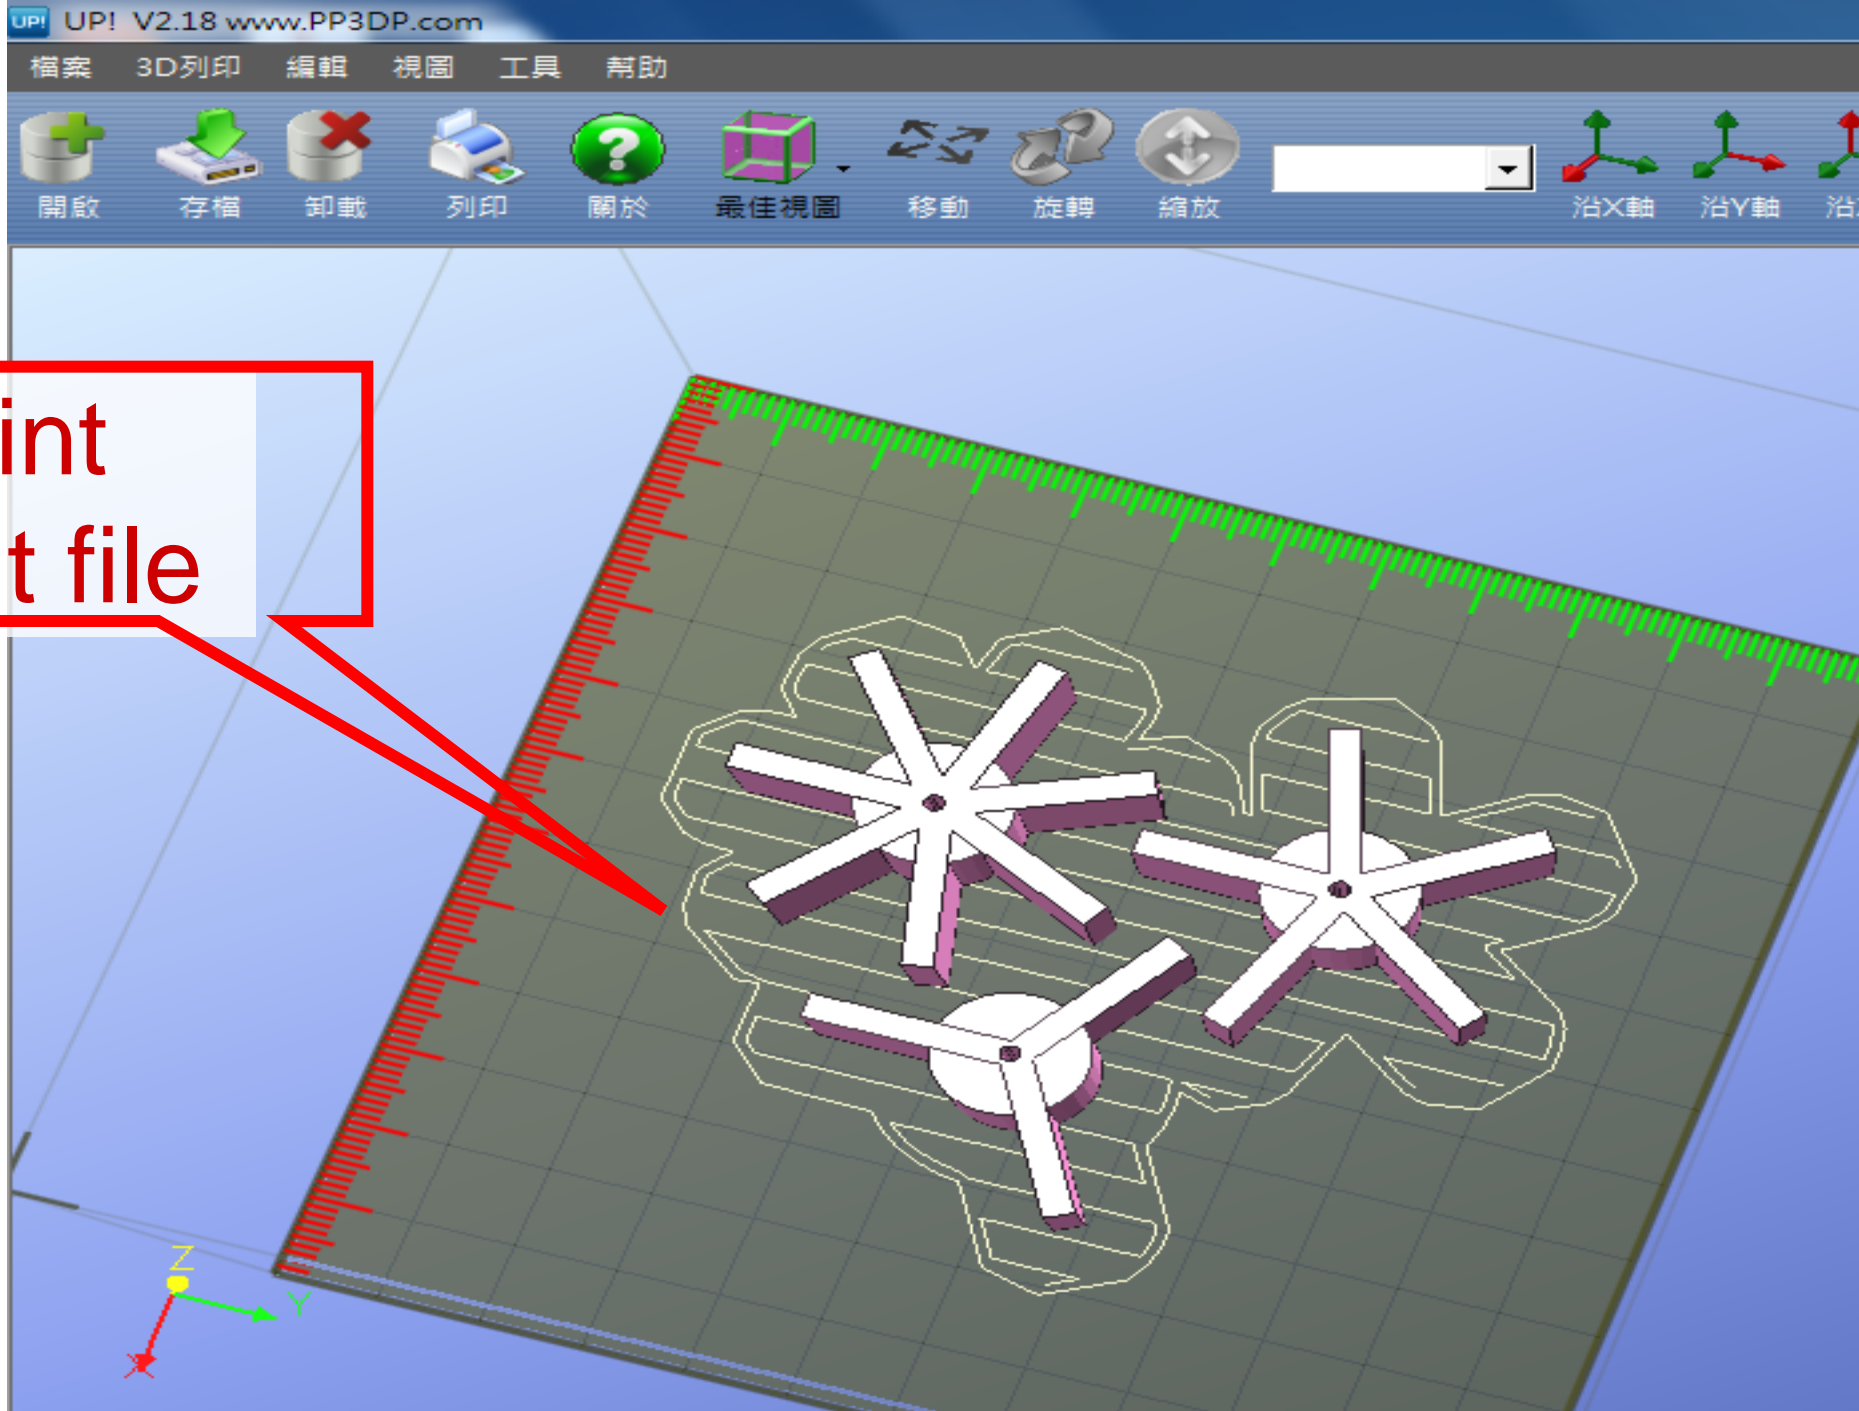 UP! UP! V2.18 www.PP3DP.com
檔案 3D列印 編輯 視圖 工具 幫助
開啟 存檔 卸載 列印 關於 最佳視圖 移動 旋轉 縮放 沿X軸 沿Y軸 沿
int
t file
Z
Y
X